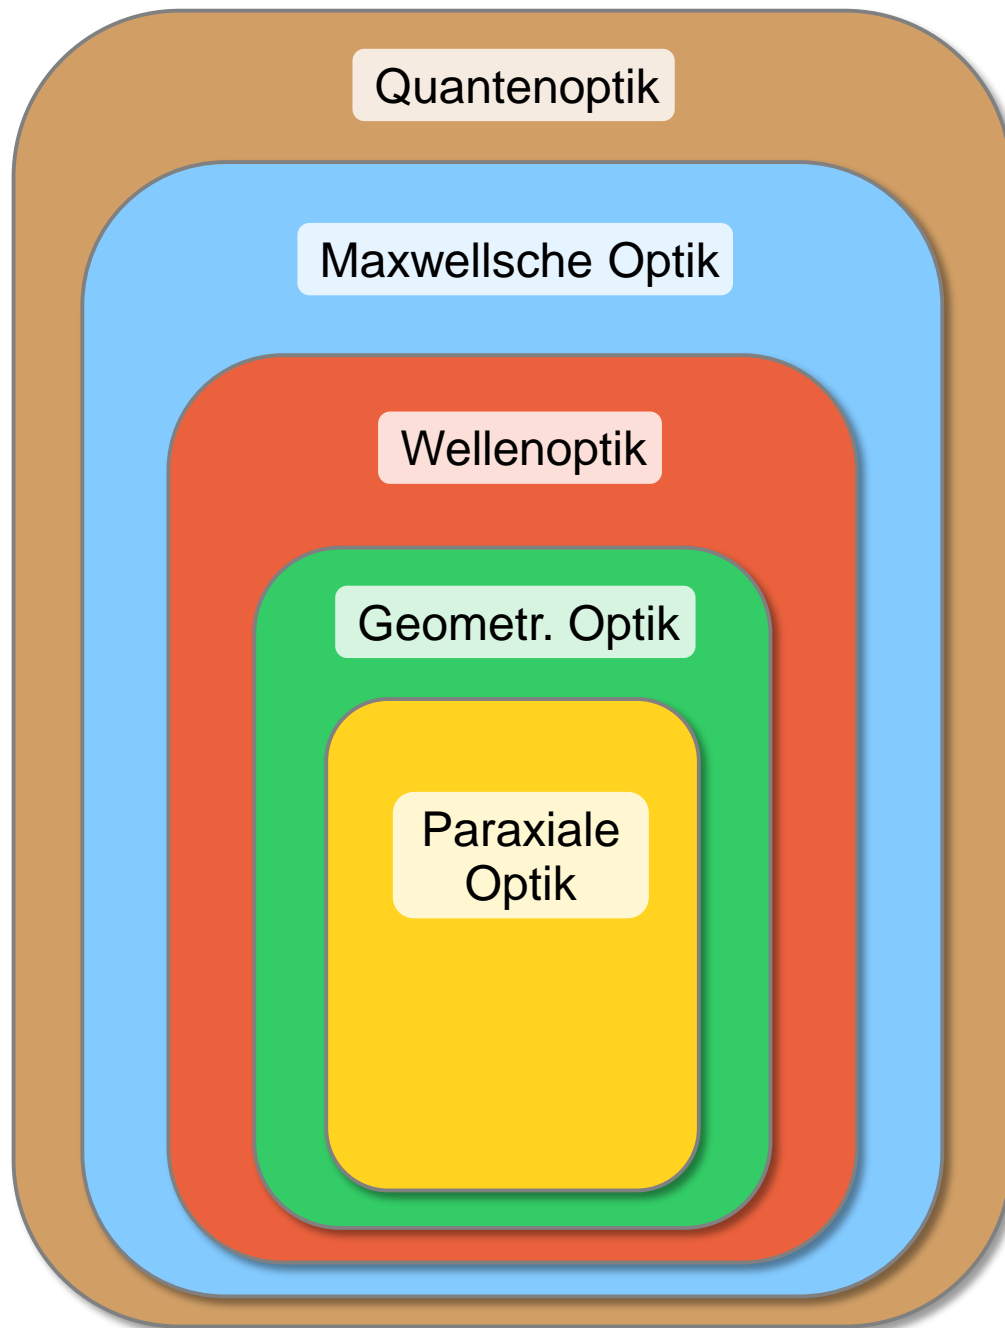 Quantenoptik
Maxwellsche Optik
Wellenoptik
Geometr. Optik
Paraxiale
Optik